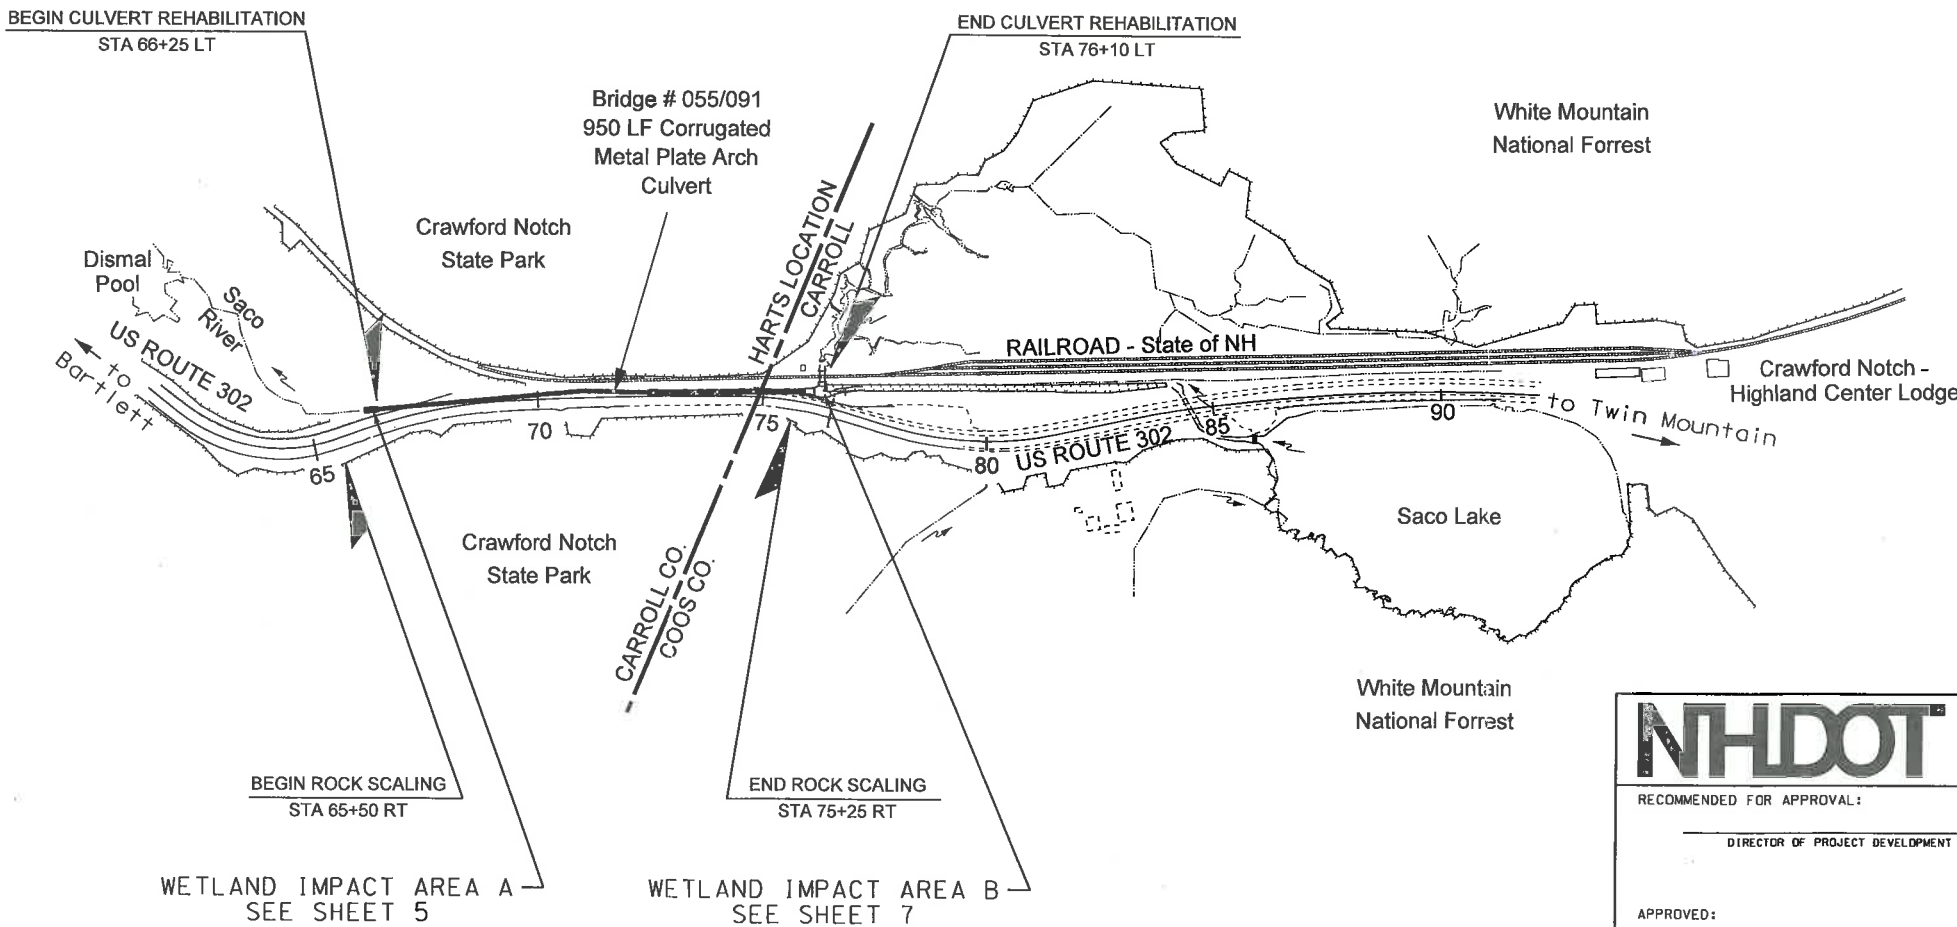 BEGIN CULVERT REHABILITATION
STA 66+25 LT
END CULVERT REHABILITATION
STA 76+10 LT
Bridge # 055/091
950 LF Corrugated
Metal Plate Arch
Culvert
White Mountain
National Forrest
Crawford Notch
State Park
HARTS LOCATION
CARROLL
Dismal
Pool
Saco
River
US ROUTE 302
to
Bartlett
RAILROAD - State of NH
Crawford Notch -
Highland Center Lodge
65
70
75
80
US ROUTE 302
85
90
to Twin Mountain
Saco Lake
Crawford Notch
State Park
CARROLL CO.
COOS CO.
White Mountain
National Forrest
BEGIN ROCK SCALING
STA 65+50 RT
END ROCK SCALING
STA 75+25 RT
WETLAND IMPACT AREA A
SEE SHEET 5
WETLAND IMPACT AREA B
SEE SHEET 7
NHDOT
RECOMMENDED FOR APPROVAL:
DIRECTOR OF PROJECT DEVELOPMENT
APPROVED: